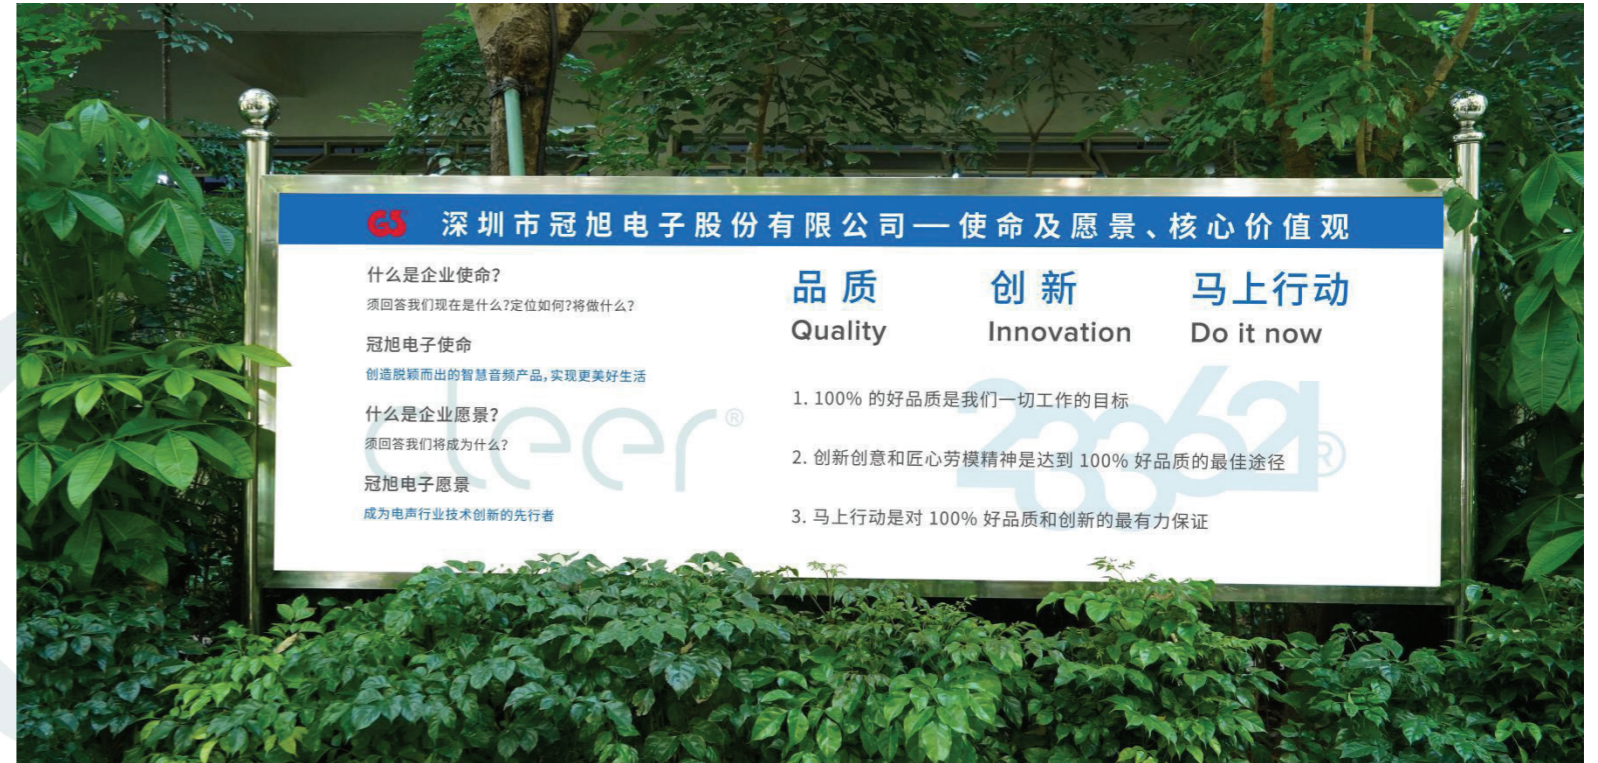 GS 深圳市冠旭电子股份有限公司—使命及愿景、核心价值观
什么是企业使命?
须回答我们现在是什么?定位如何?将做什么?
冠旭电子使命
创造脱颖而出的智慧音频产品,实现更美好生活
什么是企业愿景?
须回答我们将成为什么?
冠旭电子愿景
成为电声行业技术创新的先行者
cleer®
品质 创新 马上行动
Quality Innovation Do it now
1. 100% 的好品质是我们一切工作的目标
2. 创新创意和匠心劳模精神是达到 100% 好品质的最佳途径
3. 马上行动是对 100% 好品质和创新的最有力保证
233621®